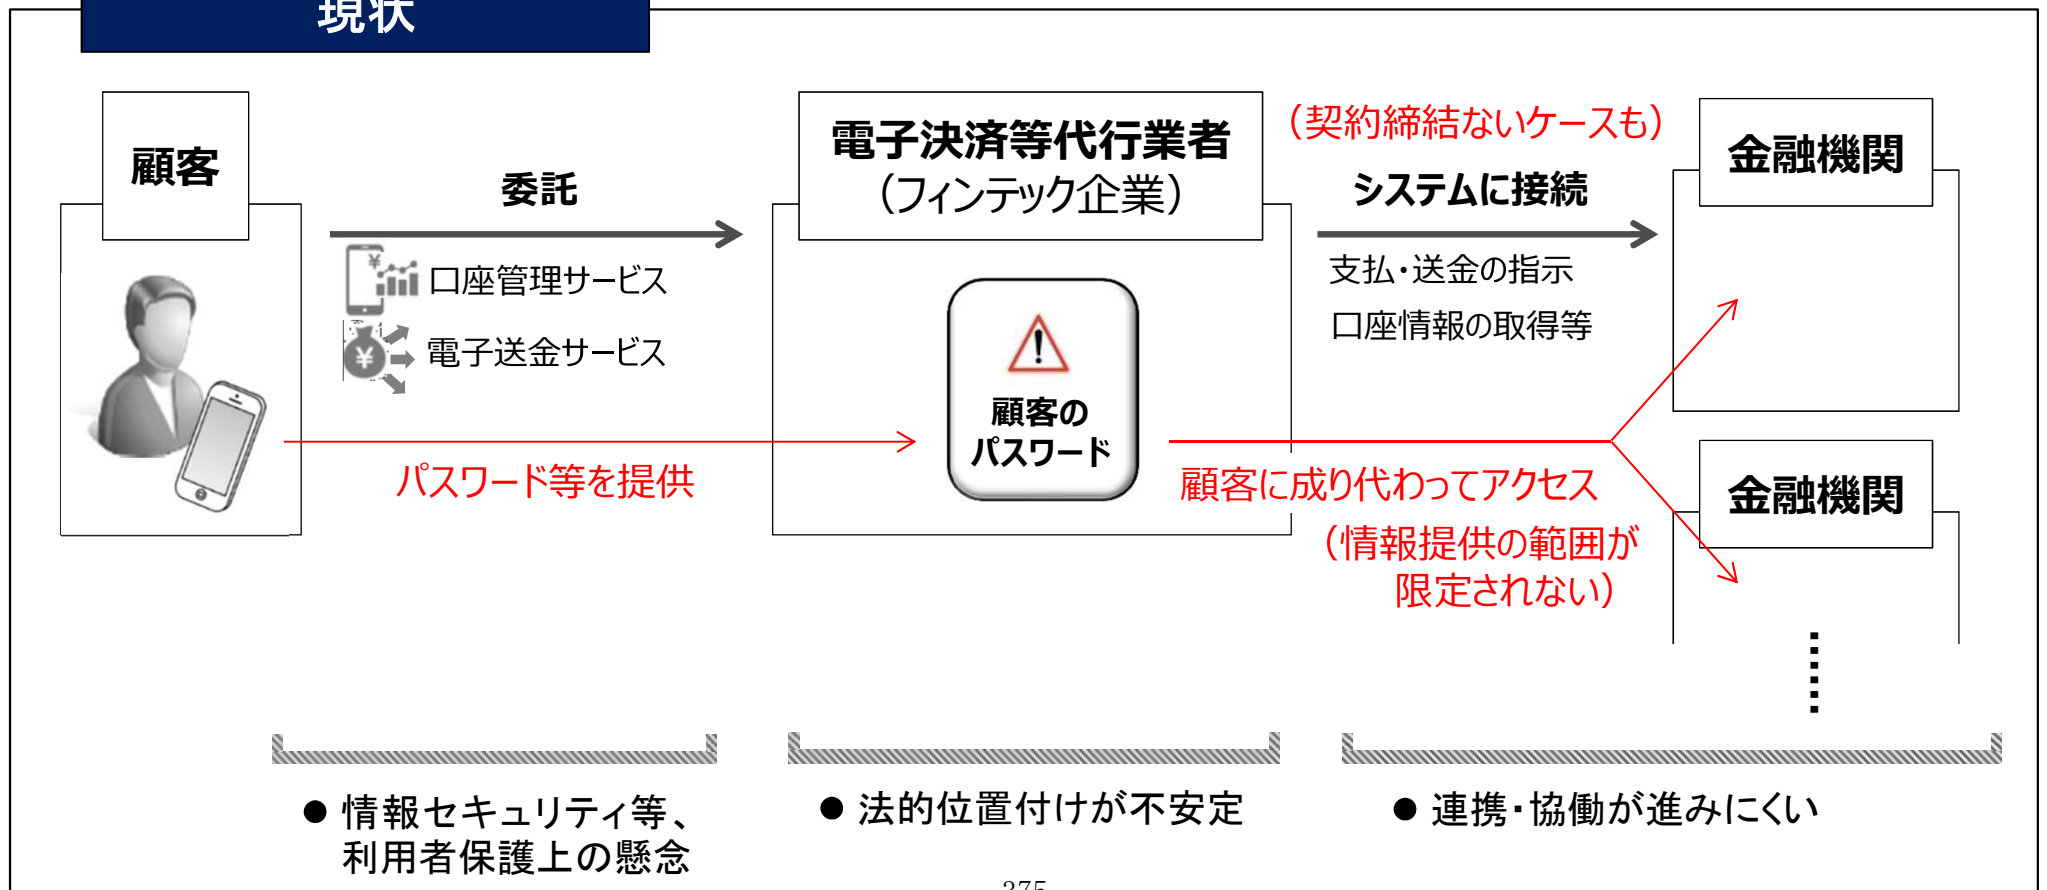 現状
顧客
委託
口座管理サービス
電子送金サービス
パスワード等を提供
電子決済等代行業者
（フィンテック企業）
顧客の
パスワード
（契約締結ないケースも）
システムに接続
支払・送金の指示
口座情報の取得等
顧客に成り代わってアクセス
（情報提供の範囲が
限定されない）
金融機関
金融機関
● 情報セキュリティ等、
利用者保護上の懸念
● 法的位置付けが不安定
● 連携・協働が進みにくい
375